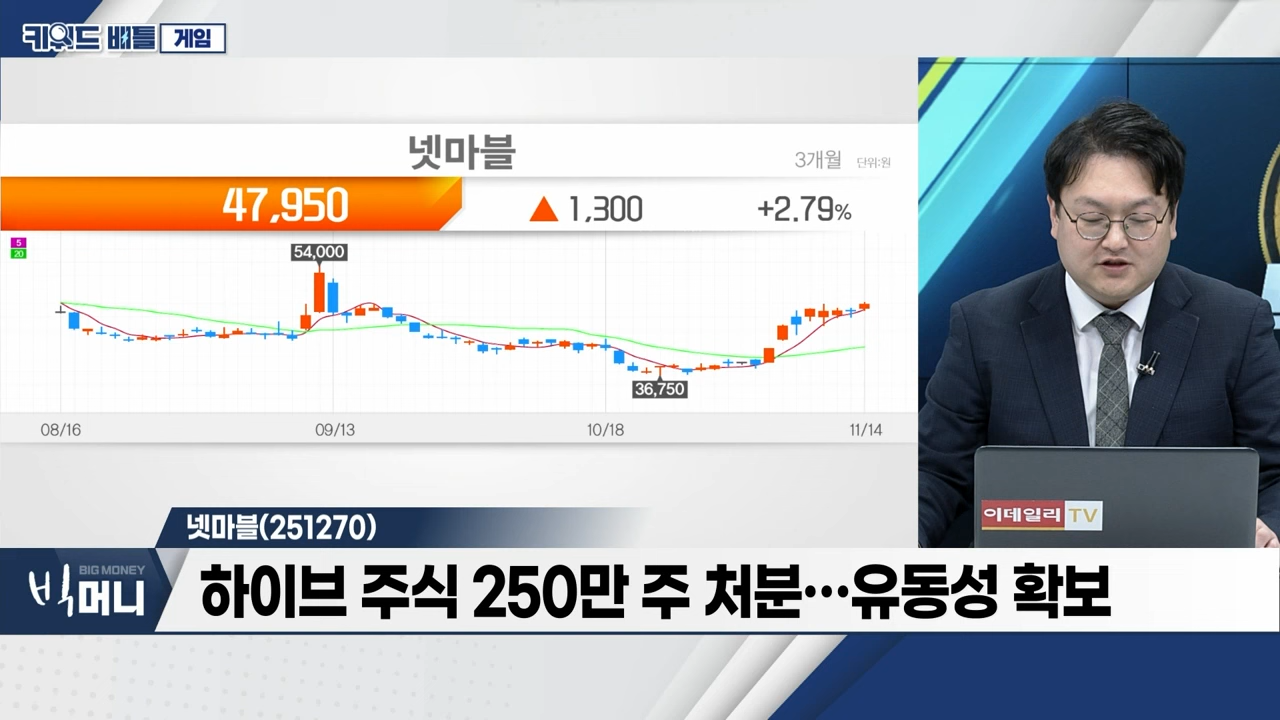 키워드 배틀 게임
넷마블
3개월 단위:원
47,950 ▲ 1,300 +2.79%
5
20
54,000
36,750
08/16 09/13 10/18 11/14
이데일리 TV
넷마블(251270)
BIG MONEY
빅머니
하이브 주식 250만 주 처분…유동성 확보